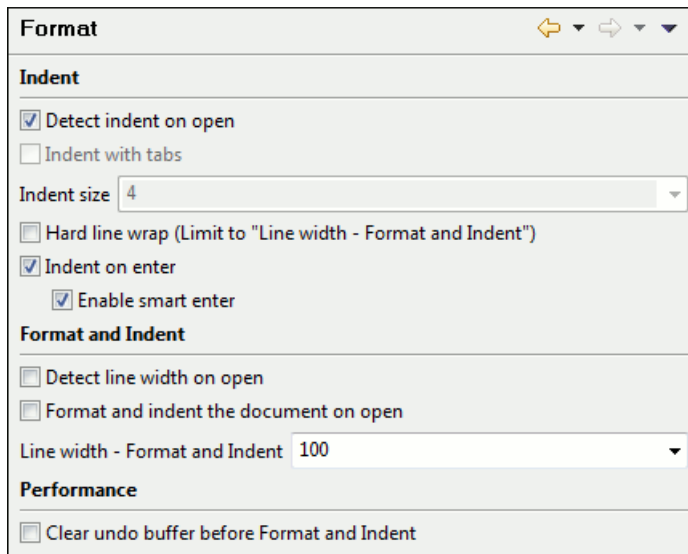 Format
Indent
Detect indent on open
Indent with tabs
Indent size 4
Hard line wrap (Limit to "Line width - Format and Indent")
Indent on enter
Enable smart enter
Format and Indent
Detect line width on open
Format and indent the document on open
Line width - Format and Indent 100
Performance
Clear undo buffer before Format and Indent